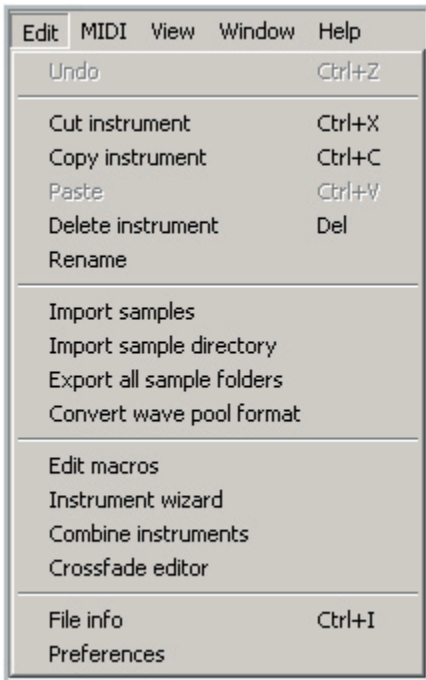 Edit MIDI View Window Help
Undo Ctrl+Z
Cut instrument Ctrl+X
Copy instrument Ctrl+C
Paste Ctrl+V
Delete instrument Del
Rename
Import samples
Import sample directory
Export all sample folders
Convert wave pool format
Edit macros
Instrument wizard
Combine instruments
Crossfade editor
File info Ctrl+I
Preferences